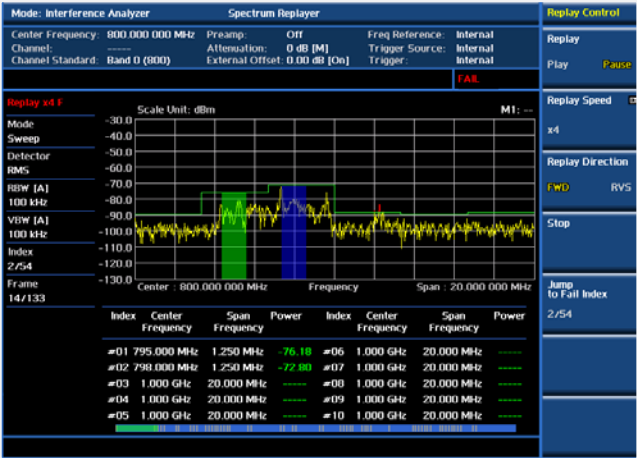 Mode: Interference Analyzer Spectrum Replayer Replay Control
Center Frequency: 800.000 000 MHz Preamp: Off Freq Reference: Internal
Channel: ----- Attenuation: 0 dB [M] Trigger Source: Internal
Channel Standard: Band 0 (800) External Offset: 0.00 dB [On] Trigger: Internal
FAIL
Replay
Play Pause
Replay x4 F
Scale Unit: dBm M1: --
Replay Speed
x4
Mode
Sweep
Detector
RMS
RBW [A]
100 kHz
VBW [A]
100 kHz
Index
2/54
Frame
14/133
-30.0
-40.0
-50.0
-60.0
-70.0
-80.0
-90.0
-100.0
-110.0
-120.0
-130.0
Center : 800.000 000 MHz Frequency Span : 20.000 000 MHz
Replay Direction
FWD RVS
Stop
Jump
to Fail Index
2/54
Index Center Frequency Span Frequency Power Index Center Frequency Span Frequency Power
≠01 795.000 MHz 1.250 MHz -76.18 ≠06 1.000 GHz 20.000 MHz -----
≠02 798.000 MHz 1.250 MHz -72.80 ≠07 1.000 GHz 20.000 MHz -----
≠03 1.000 GHz 20.000 MHz ----- ≠08 1.000 GHz 20.000 MHz -----
≠04 1.000 GHz 20.000 MHz ----- ≠09 1.000 GHz 20.000 MHz -----
≠05 1.000 GHz 20.000 MHz ----- ≠10 1.000 GHz 20.000 MHz -----